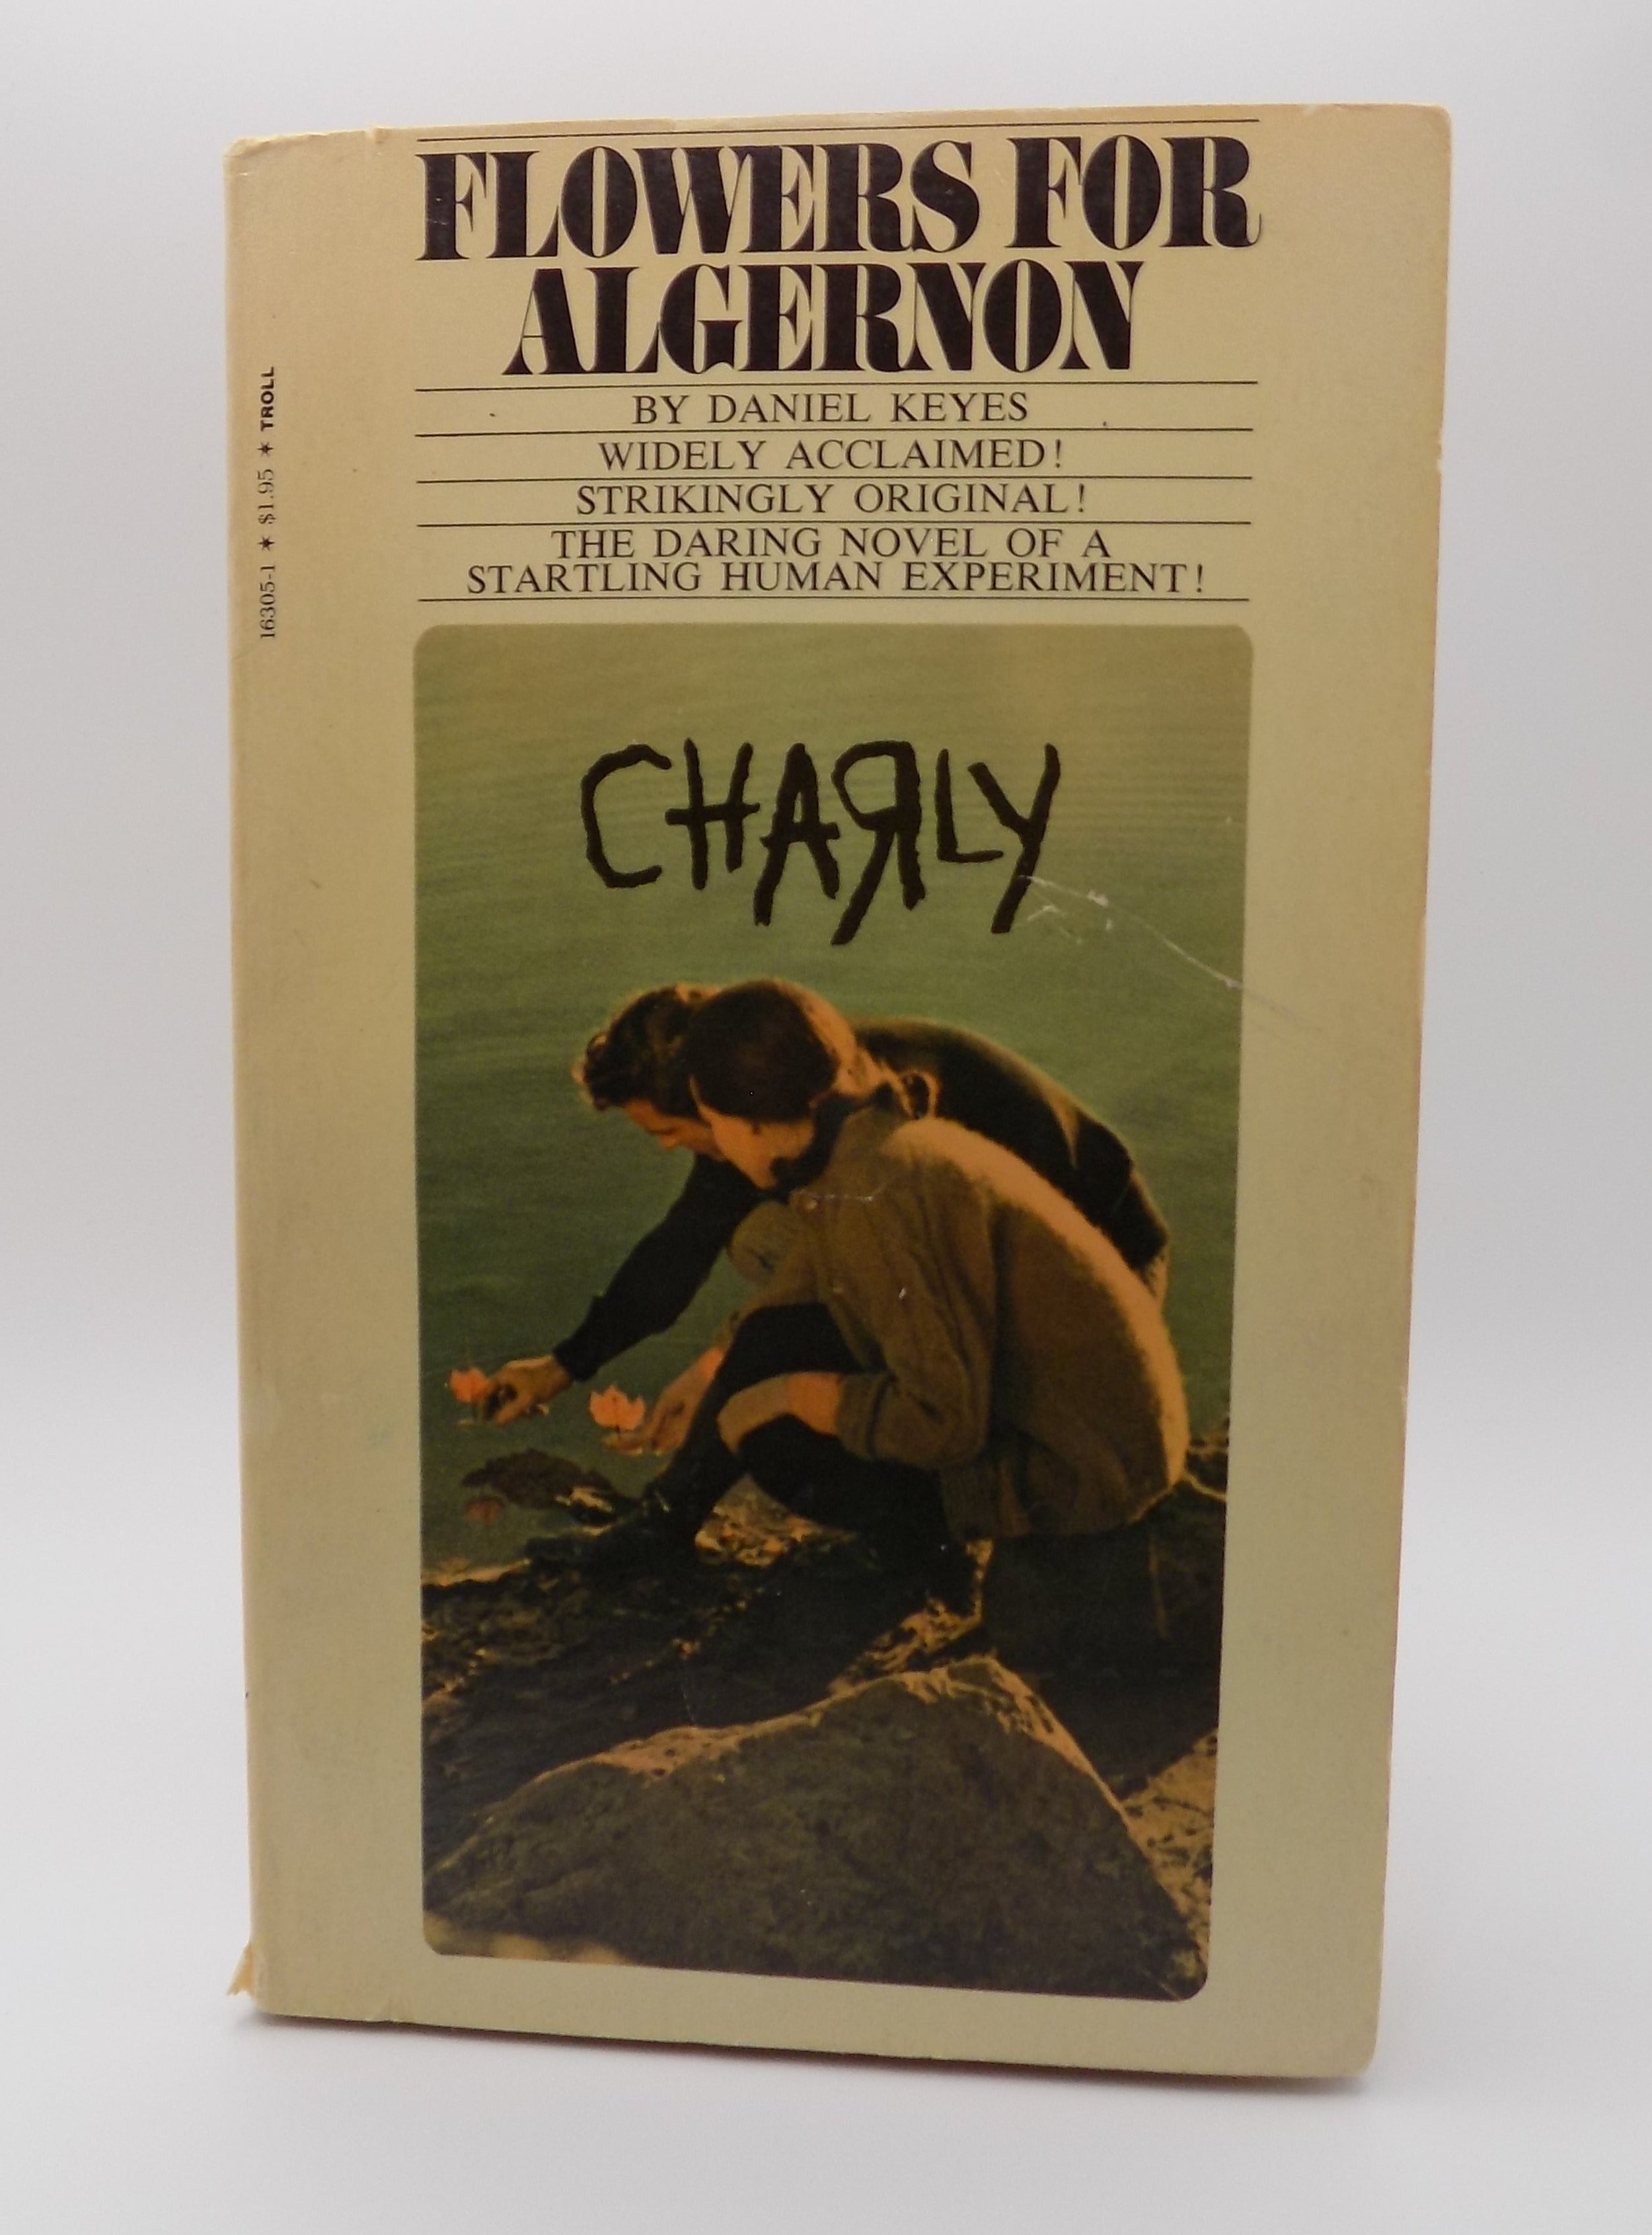 FLOWERS FOR
ALGERNON
BY DANIEL KEYES
WIDELY ACCLAIMED!
STRIKINGLY ORIGINAL!
THE DARING NOVEL OF A
STARTLING HUMAN EXPERIMENT!
CHARLY
16305-1 * $1.95 * TROLL